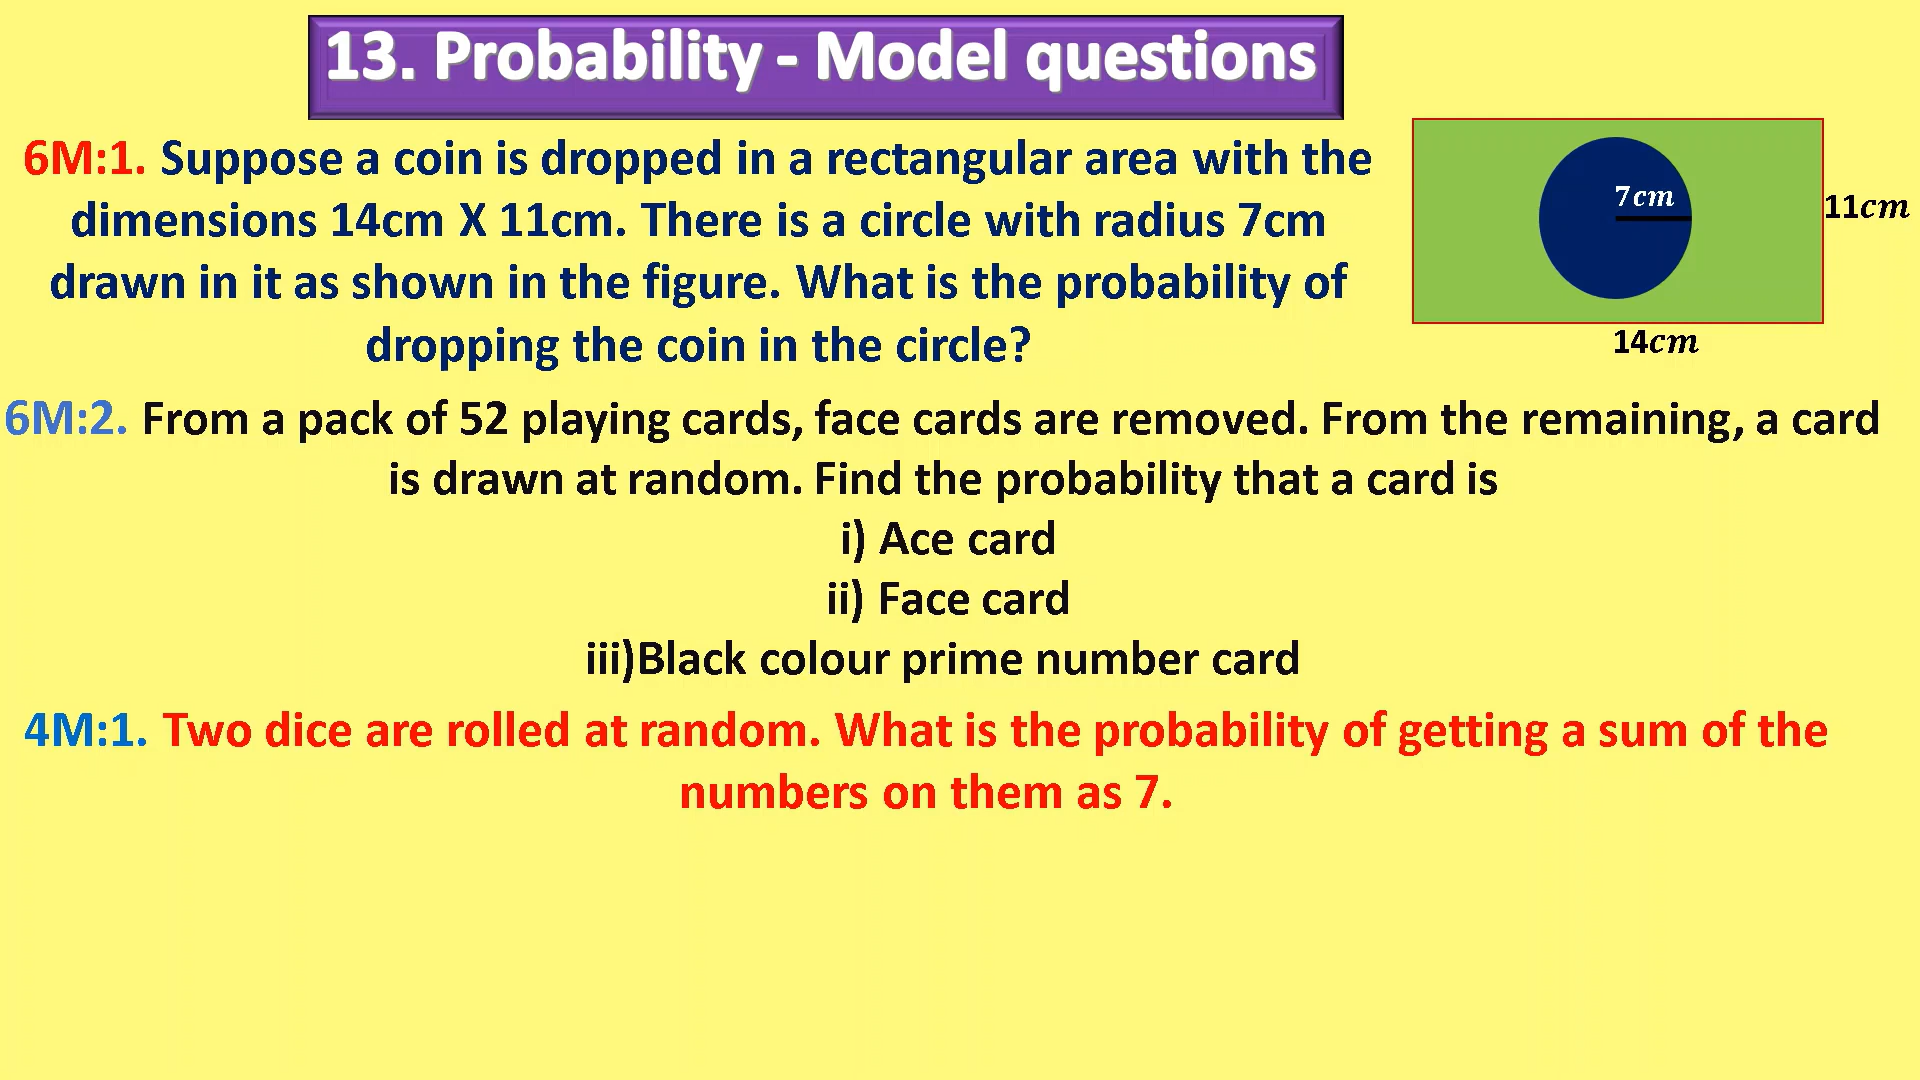 13. Probability - Model questions
6M:1. Suppose a coin is dropped in a rectangular area with the
dimensions 14cm X 11cm. There is a circle with radius 7cm
drawn in it as shown in the figure. What is the probability of
dropping the coin in the circle?
7cm
11cm
14cm
6M:2. From a pack of 52 playing cards, face cards are removed. From the remaining, a card
is drawn at random. Find the probability that a card is
i) Ace card
ii) Face card
iii)Black colour prime number card
4M:1. Two dice are rolled at random. What is the probability of getting a sum of the
numbers on them as 7.